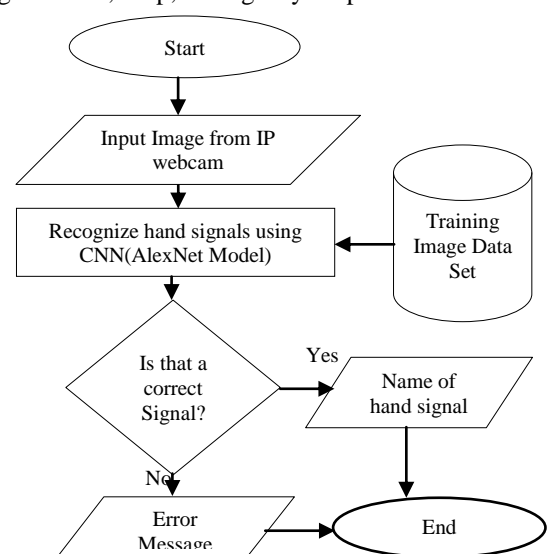 Start
Input Image from IP
webcam
Recognize hand signals using
CNN(AlexNet Model)
Training
Image Data
Set
Is that a
correct
Signal?
Yes
Name of
hand signal
No
Error
Message
End